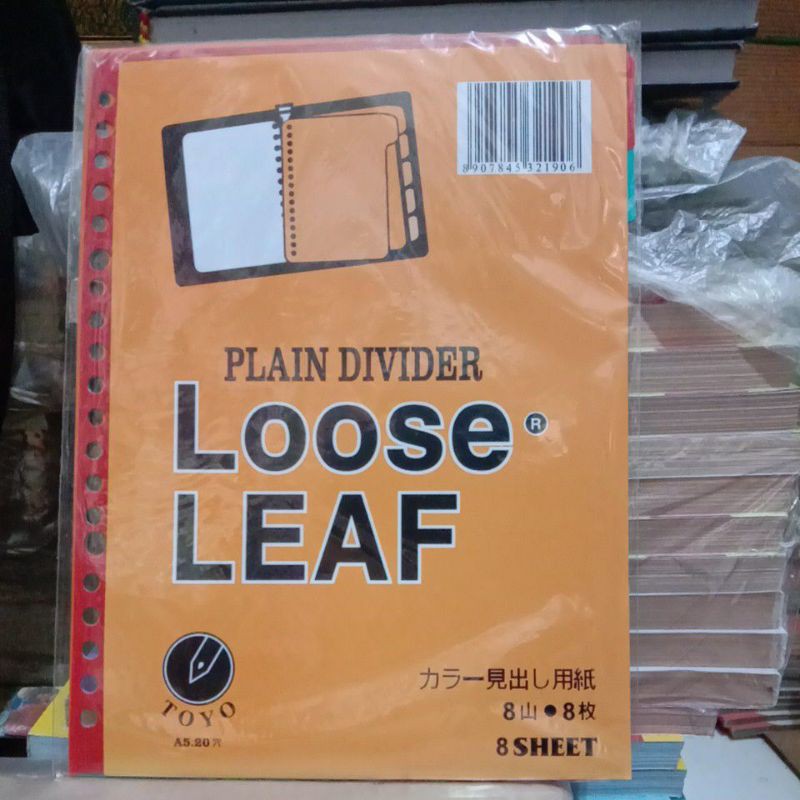 8907845321906
PLAIN DIVIDER
Loose®
LEAF
TOYO
A5.20穴
カラー見出し用紙
8山●8枚
8 SHEET